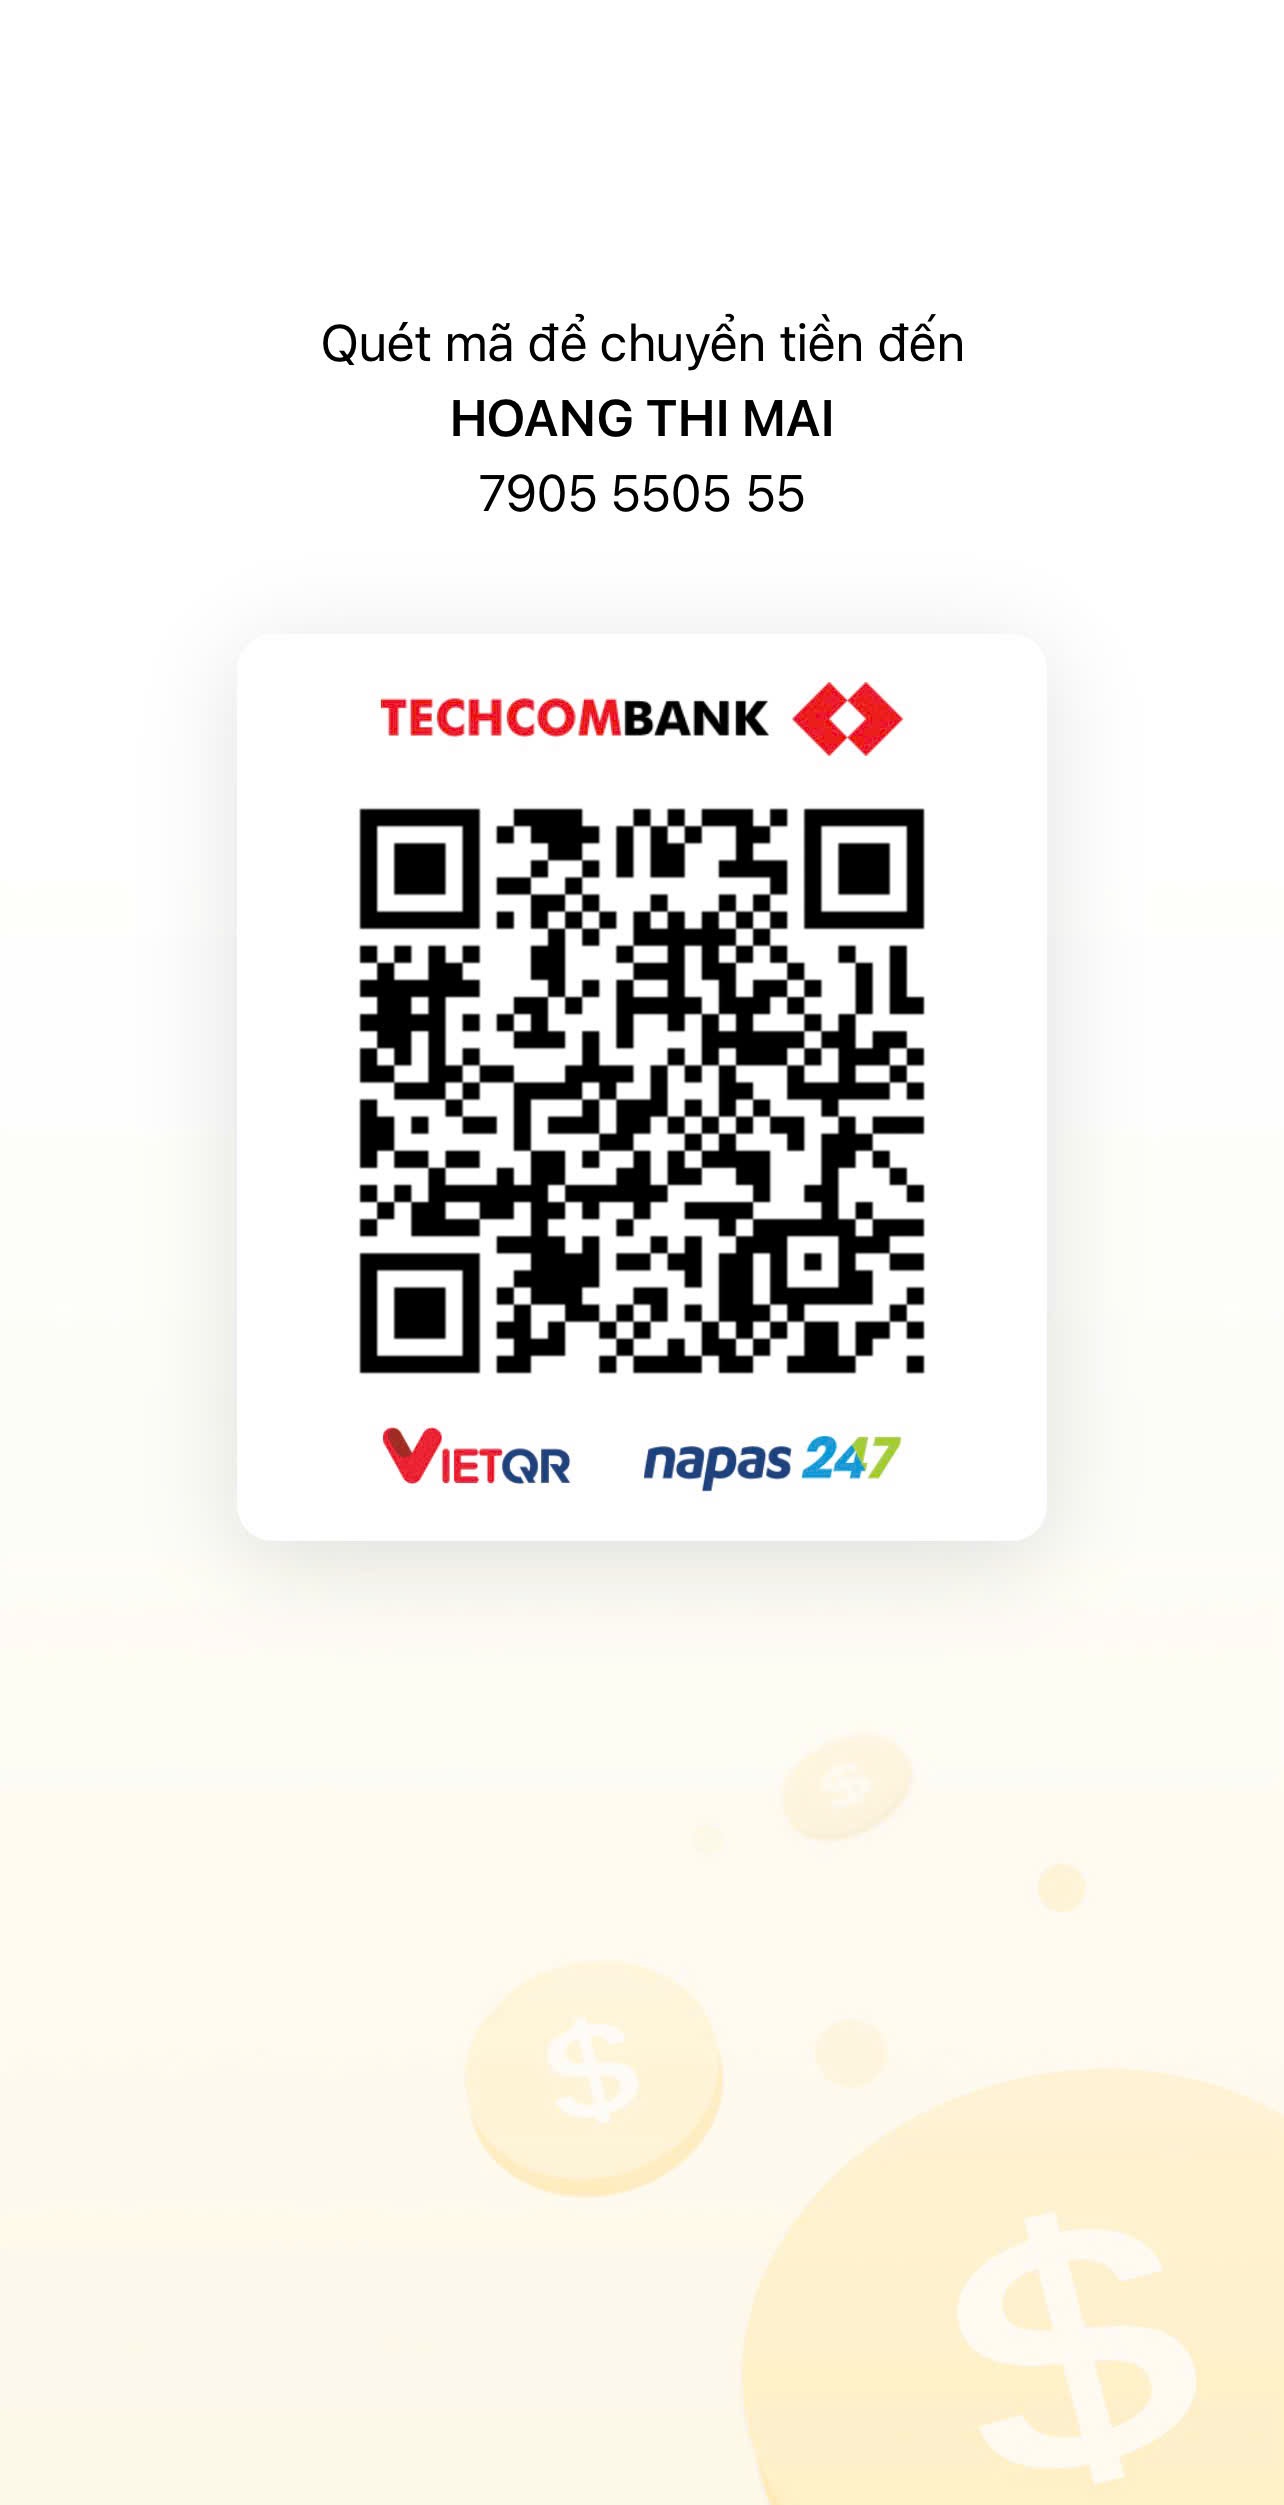 Quét mã để chuyển tiền đến
HOANG THI MAI
7905 5505 55
TECHCOMBANK
VIETQR
napas 247
$
$
$